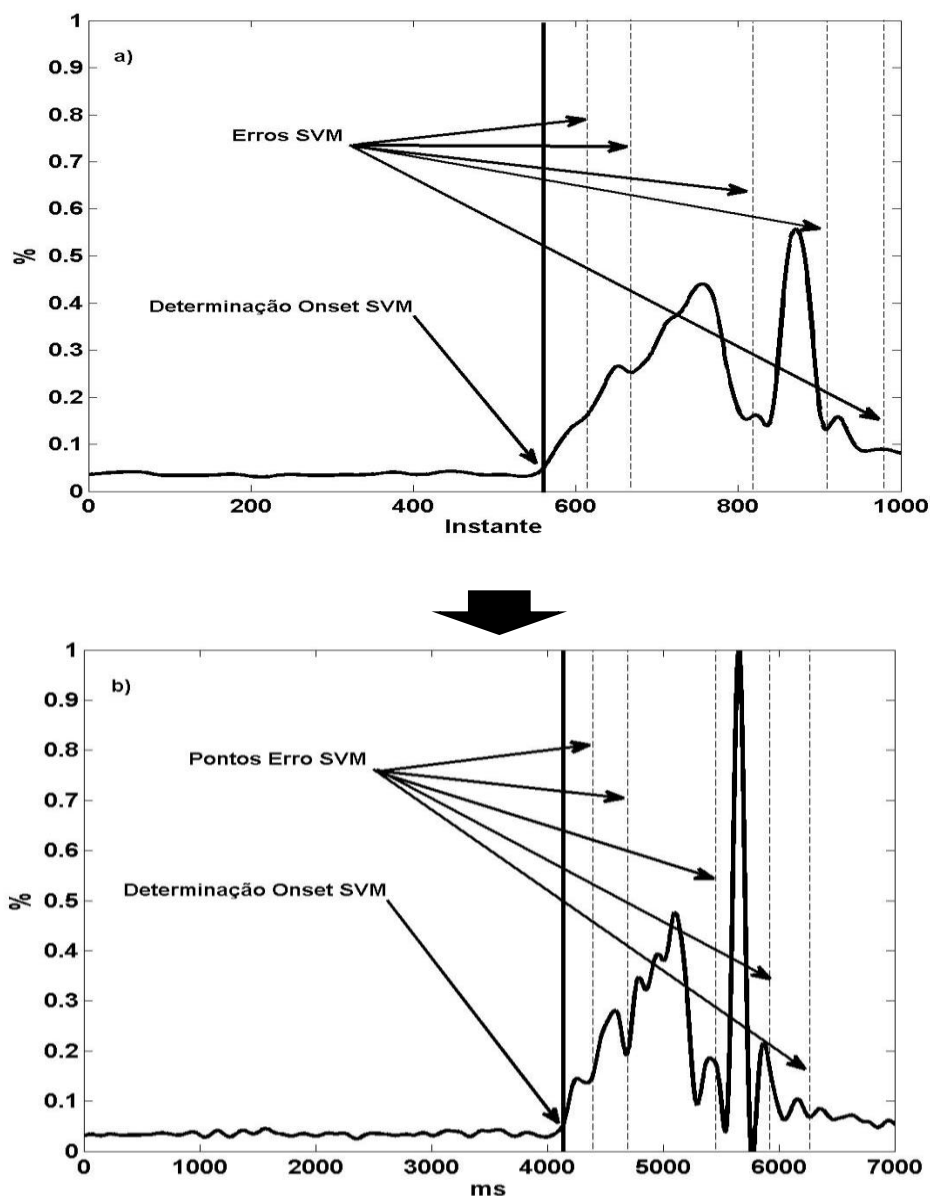 1
a)
0.9
0.8
Erros SVM
0.7
0.6
%
0.5
Determinação Onset SVM
0.4
0.3
0.2
0.1
0
0 200 400 600 800 1000
Instante
1
b)
0.9
0.8
Pontos Erro SVM
0.7
0.6
%
0.5
Determinação Onset SVM
0.4
0.3
0.2
0.1
0
0 1000 2000 3000 4000 5000 6000 7000
ms